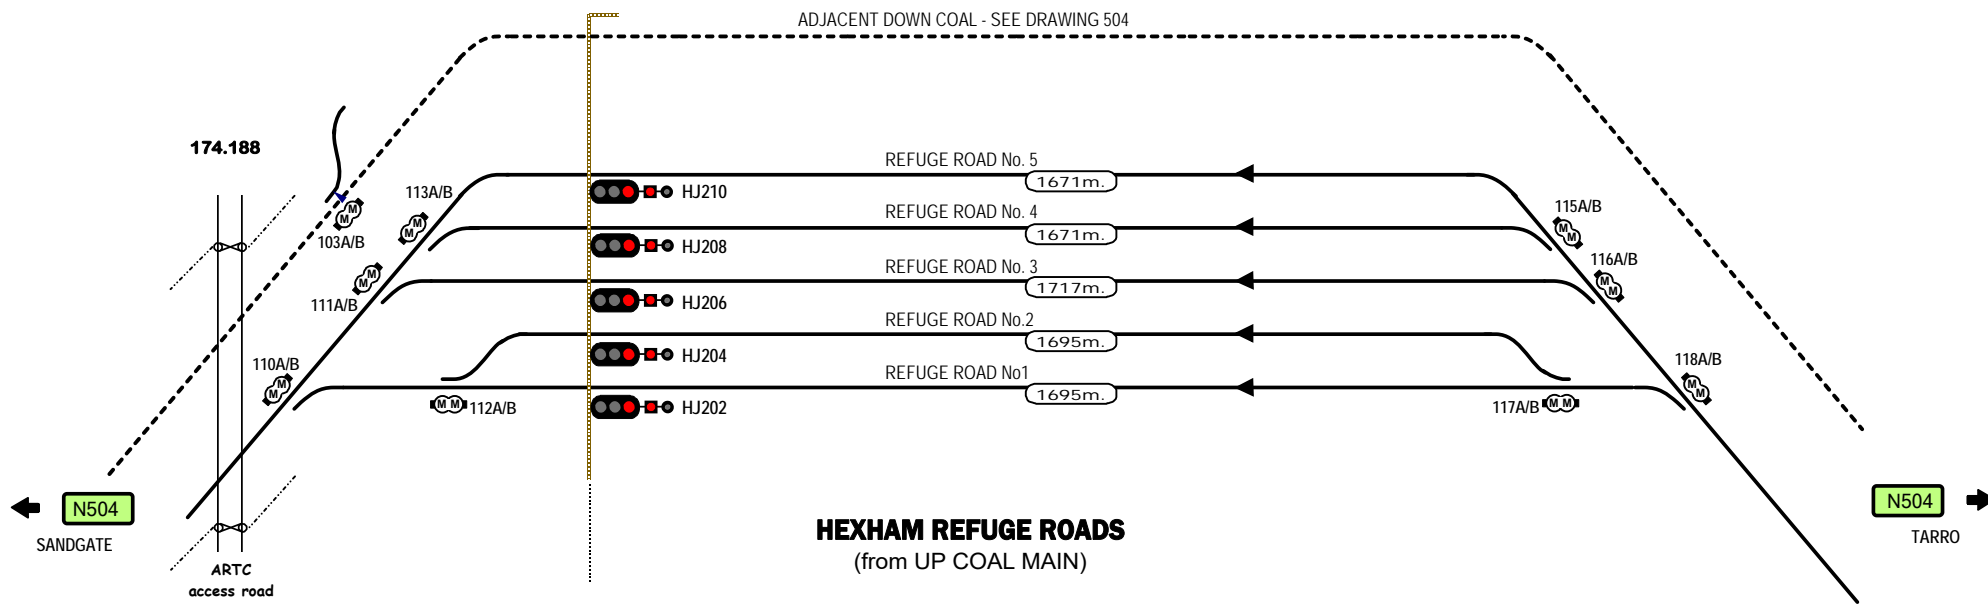 ADJACENT DOWN COAL - SEE DRAWING 504
174.188
113A/B
M
M
103A/B
M
M
111A/B
M
M
110A/B
M
M
M M 112A/B
REFUGE ROAD No. 5
1671m.
HJ210
REFUGE ROAD No. 4
1671m.
HJ208
REFUGE ROAD No. 3
1717m.
HJ206
REFUGE ROAD No.2
1695m.
HJ204
REFUGE ROAD No1
1695m.
HJ202
115A/B
M
M
116A/B
M
M
118A/B
M
M
117A/B M M
N504
SANDGATE
ARTC
access road
HEXHAM REFUGE ROADS
(from UP COAL MAIN)
N504
TARRO